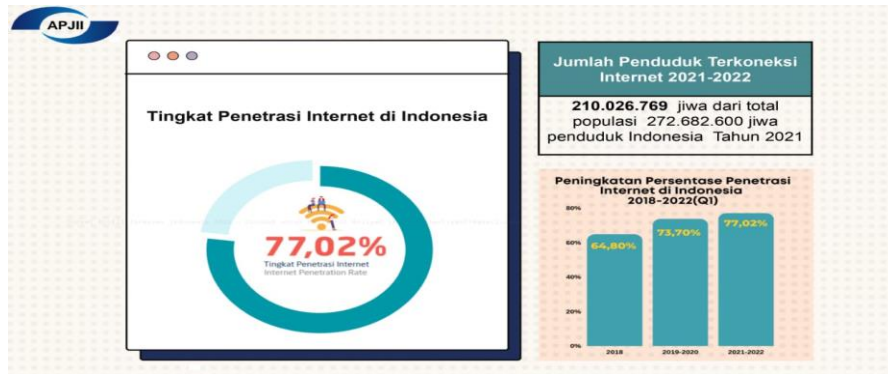 APJII
Tingkat Penetrasi Internet di Indonesia
77,02%
Tingkat Penetrasi Internet
Internet Penetration Rate
Jumlah Penduduk Terkoneksi
Internet 2021-2022
210.026.769 jiwa dari total
populasi 272.682.600 jiwa
penduduk Indonesia Tahun 2021
Peningkatan Persentase Penetrasi
Internet di Indonesia
2018-2022(Q1)
80%
60%
40%
20%
0%
64,80%
73,70%
77,02%
2018
2019-2020
2021-2022